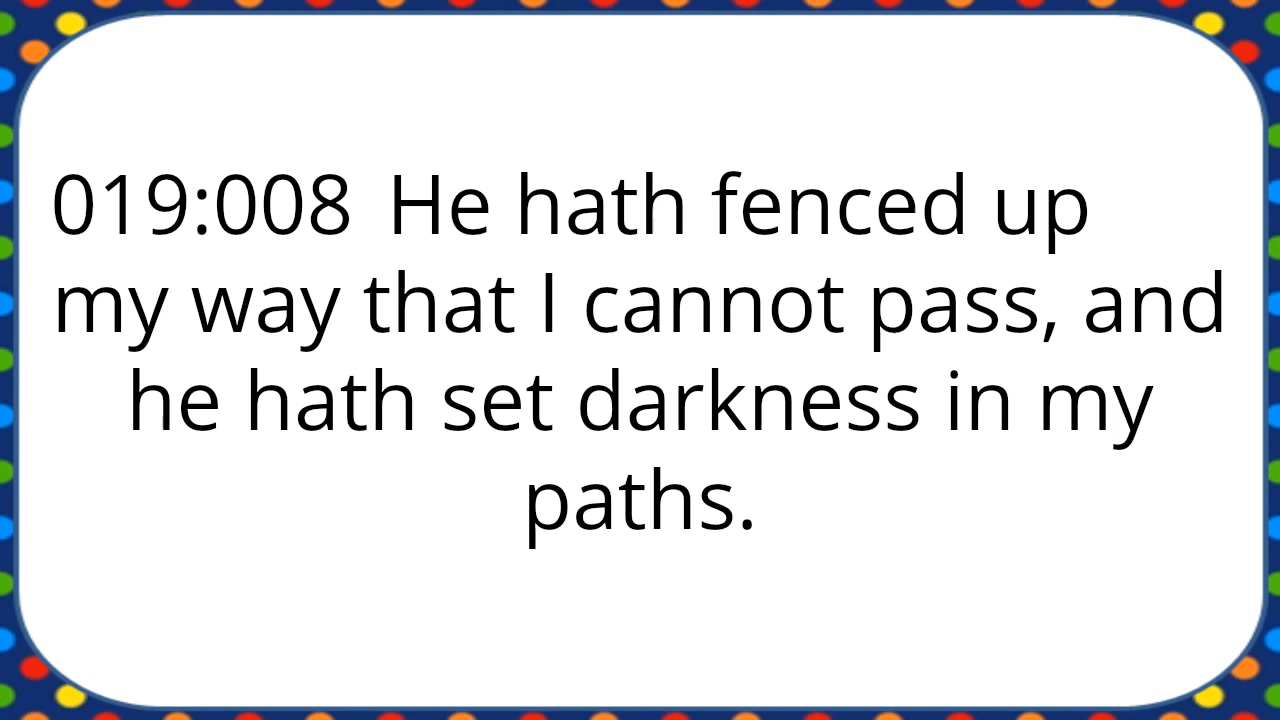 019:008 He hath fenced up
my way that I cannot pass, and
he hath set darkness in my
paths.